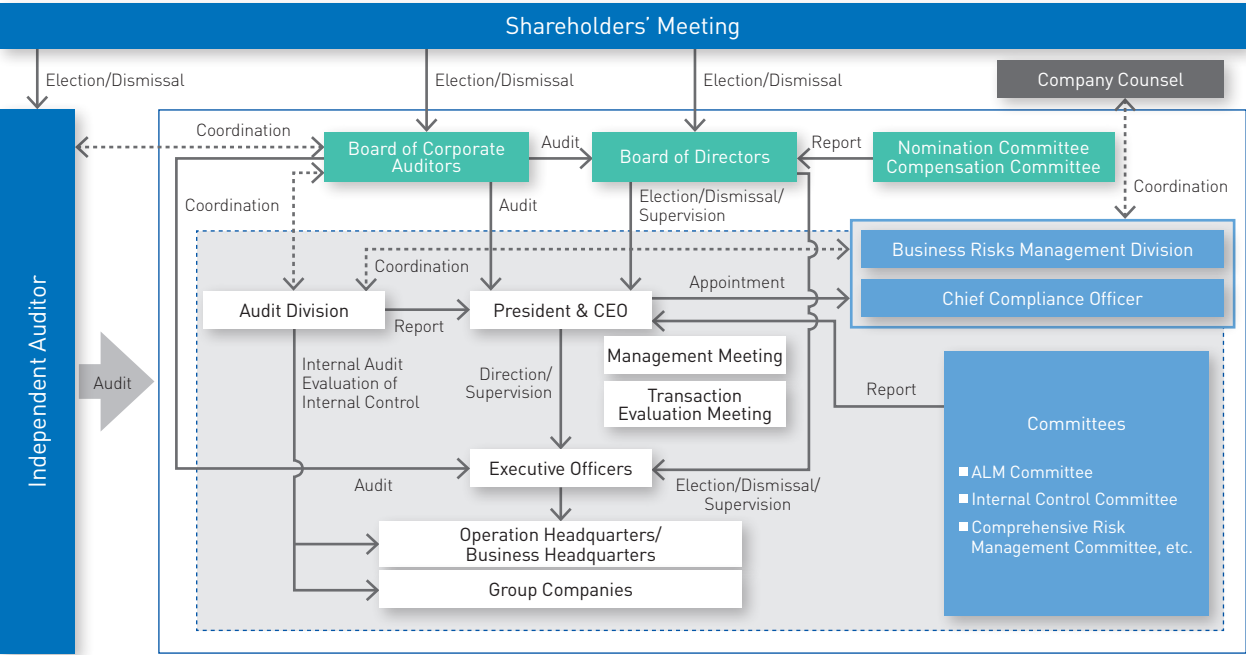 Shareholders’ Meeting
Election/Dismissal
Election/Dismissal
Election/Dismissal
Company Counsel
Independent Auditor
Coordination
Board of Corporate
Auditors
Audit
Board of Directors
Report
Nomination Committee
Compensation Committee
Coordination
Coordination
Audit
Election/Dismissal/
Supervision
Coordination
Business Risks Management Division
Chief Compliance Officer
Appointment
Audit Division
Report
President & CEO
Management Meeting
Transaction
Evaluation Meeting
Audit
Internal Audit
Evaluation of
Internal Control
Direction/
Supervision
Report
Committees
ALM Committee
Internal Control Committee
Comprehensive Risk
Management Committee, etc.
Audit
Executive Officers
Election/Dismissal/
Supervision
Operation Headquarters/
Business Headquarters
Group Companies